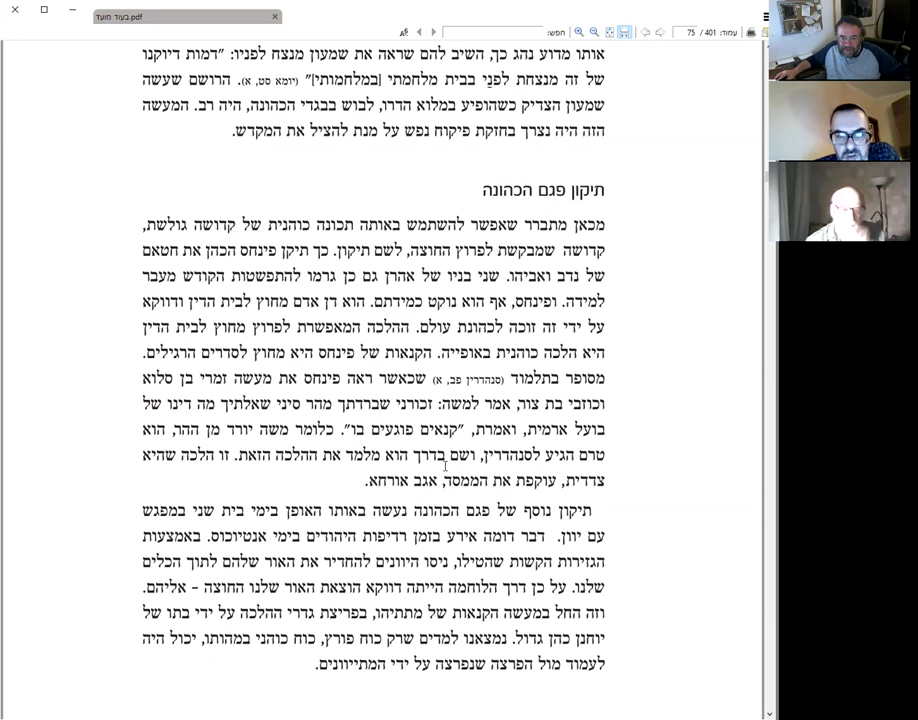 בעוד מועד.pdf
עמוד: 75 / 401
חפש:
אותו מדוע נהג כך, השיב להם שראה את שמעון מנצח לפניו: "דמות דיוקנו
של זה מנצחת לפנַי בבית מלחמתי [במלחמותי]" (יומא סט, א). הרושם שעשה
שמעון הצדיק כשהופיע במלוא הדרו, לבוש בבגדי הכהונה, היה רב. המעשה
הזה היה נצרך בחזקת פיקוח נפש על מנת להציל את המקדש.
תיקון פגם הכהונה
מכאן מתברר שאפשר להשתמש באותה תכונה כוהנית של קדושה גולשת,
קדושה שמבקשת לפרוץ החוצה, לשם תיקון. כך תיקן פינחס הכהן את חטאם
של נדב ואביהו. שני בניו של אהרן גם כן גרמו להתפשטות הקודש מעבר
למידה. ופינחס, אף הוא נוקט כמידתם. הוא דן אדם מחוץ לבית הדין ודווקא
על ידי זה זוכה לכהונת עולם. ההלכה המאפשרת לפרוץ מחוץ לבית הדין
היא הלכה כוהנית באופייה. הקנאות של פינחס היא מחוץ לסדרים הרגילים.
מסופר בתלמוד (סנהדרין פב, א) שכאשר ראה פינחס את מעשה זמרי בן סלוא
וכוזבי בת צור, אמר למשה: זכורני שברדתך מהר סיני שאלתיך מה דינו של
בועל ארמית, ואמרת, "קנאים פוגעים בו". כלומר משה יורד מן ההר, הוא
טרם הגיע לסנהדרין, ושם בדרך הוא מלמד את ההלכה הזאת. זו הלכה שהיא
צדדית, עוקפת את הממסד, אגב אורחא.
תיקון נוסף של פגם הכהונה נעשה באותו האופן בימי בית שני במפגש
עם יוון. דבר דומה אירע בזמן רדיפות היהודים בימי אנטיוכוס. באמצעות
הגזירות הקשות שהטילו, ניסו היוונים להחדיר את האור שלהם לתוך הכלים
שלנו. על כן דרך הלוחמה הייתה דווקא הוצאת האור שלנו החוצה – אליהם.
וזה החל במעשה הקנאות של מתתיהו, בפריצת גדרי ההלכה על ידי בתו של
יוחנן כהן גדול. נמצאנו למדים שרק כוח פורץ, כוח כוהני במהותו, יכול היה
לעמוד מול הפרצה שנפרצה על ידי המתייוונים.